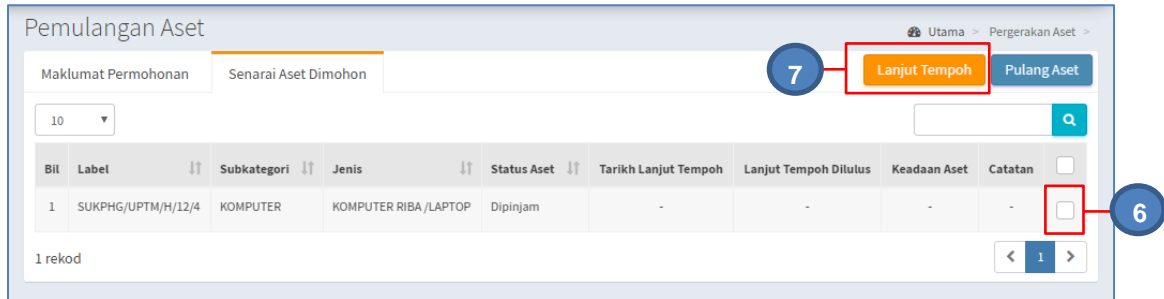 Pemulangan Aset
Utama > Pergerakan Aset >
Maklumat Permohonan Senarai Aset Dimohon 7 Lanjut Tempoh Pulang Aset
10
Bil Label Subkategori Jenis Status Aset Tarikh Lanjut Tempoh Lanjut Tempoh Dilulus Keadaan Aset Catatan
1 SUKPHG/UPTM/H/12/4 KOMPUTER KOMPUTER RIBA /LAPTOP Dipinjam - - - - 6
1 rekod < 1 >